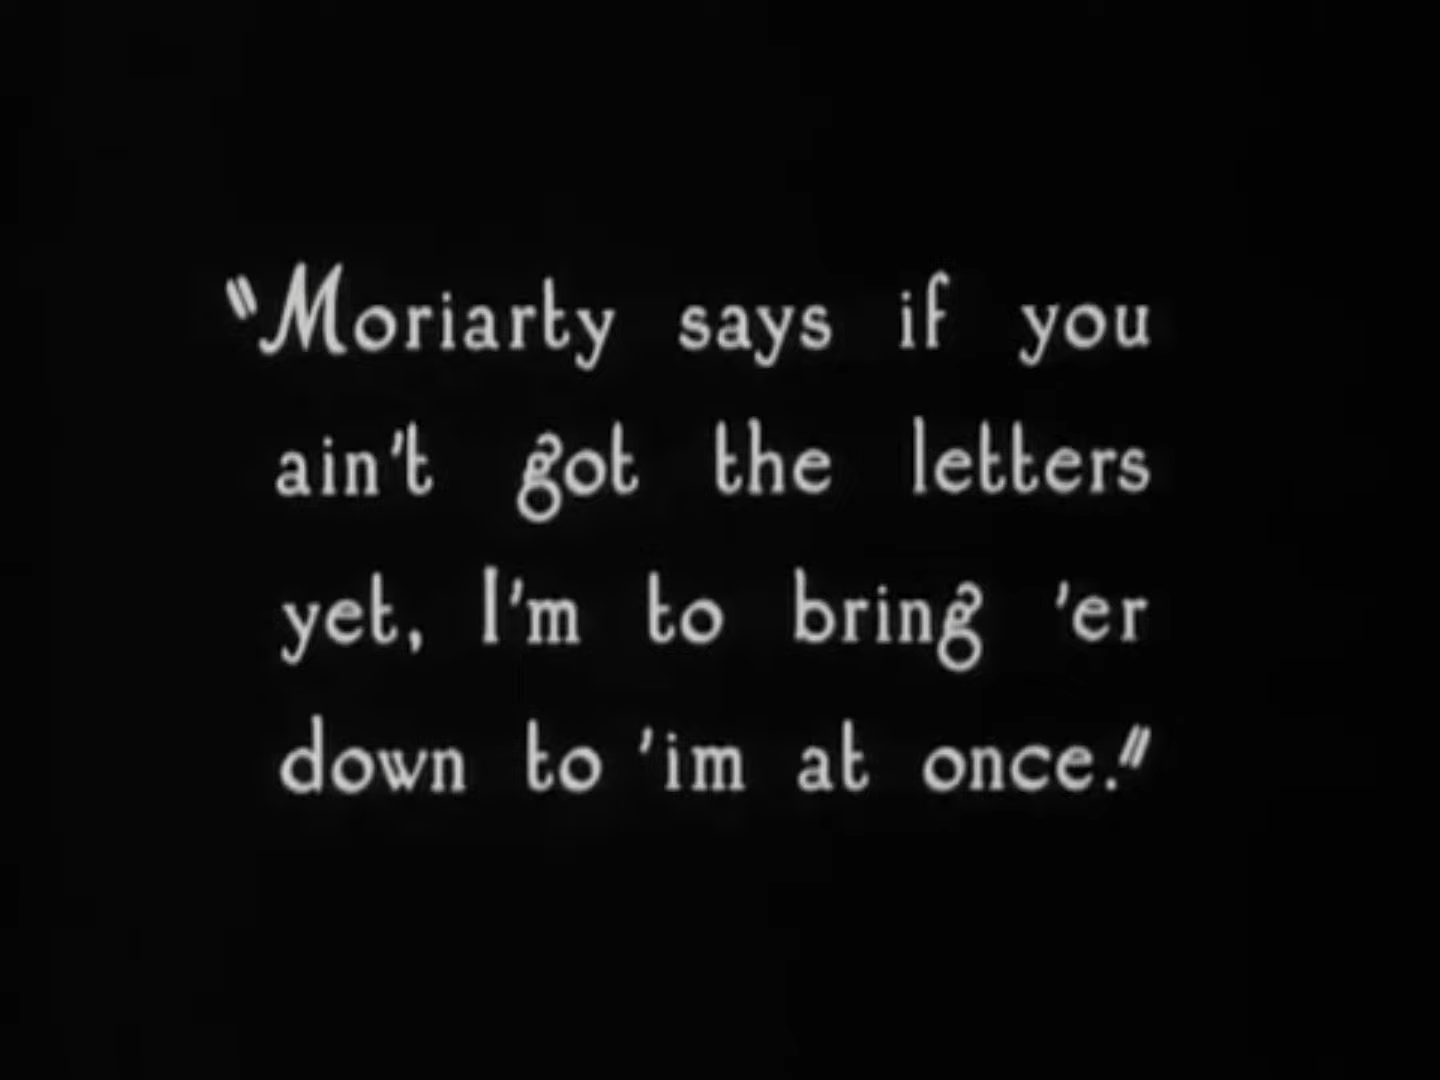 "Moriarty says if you
ain't got the letters
yet, I'm to bring 'er
down to 'im at once."